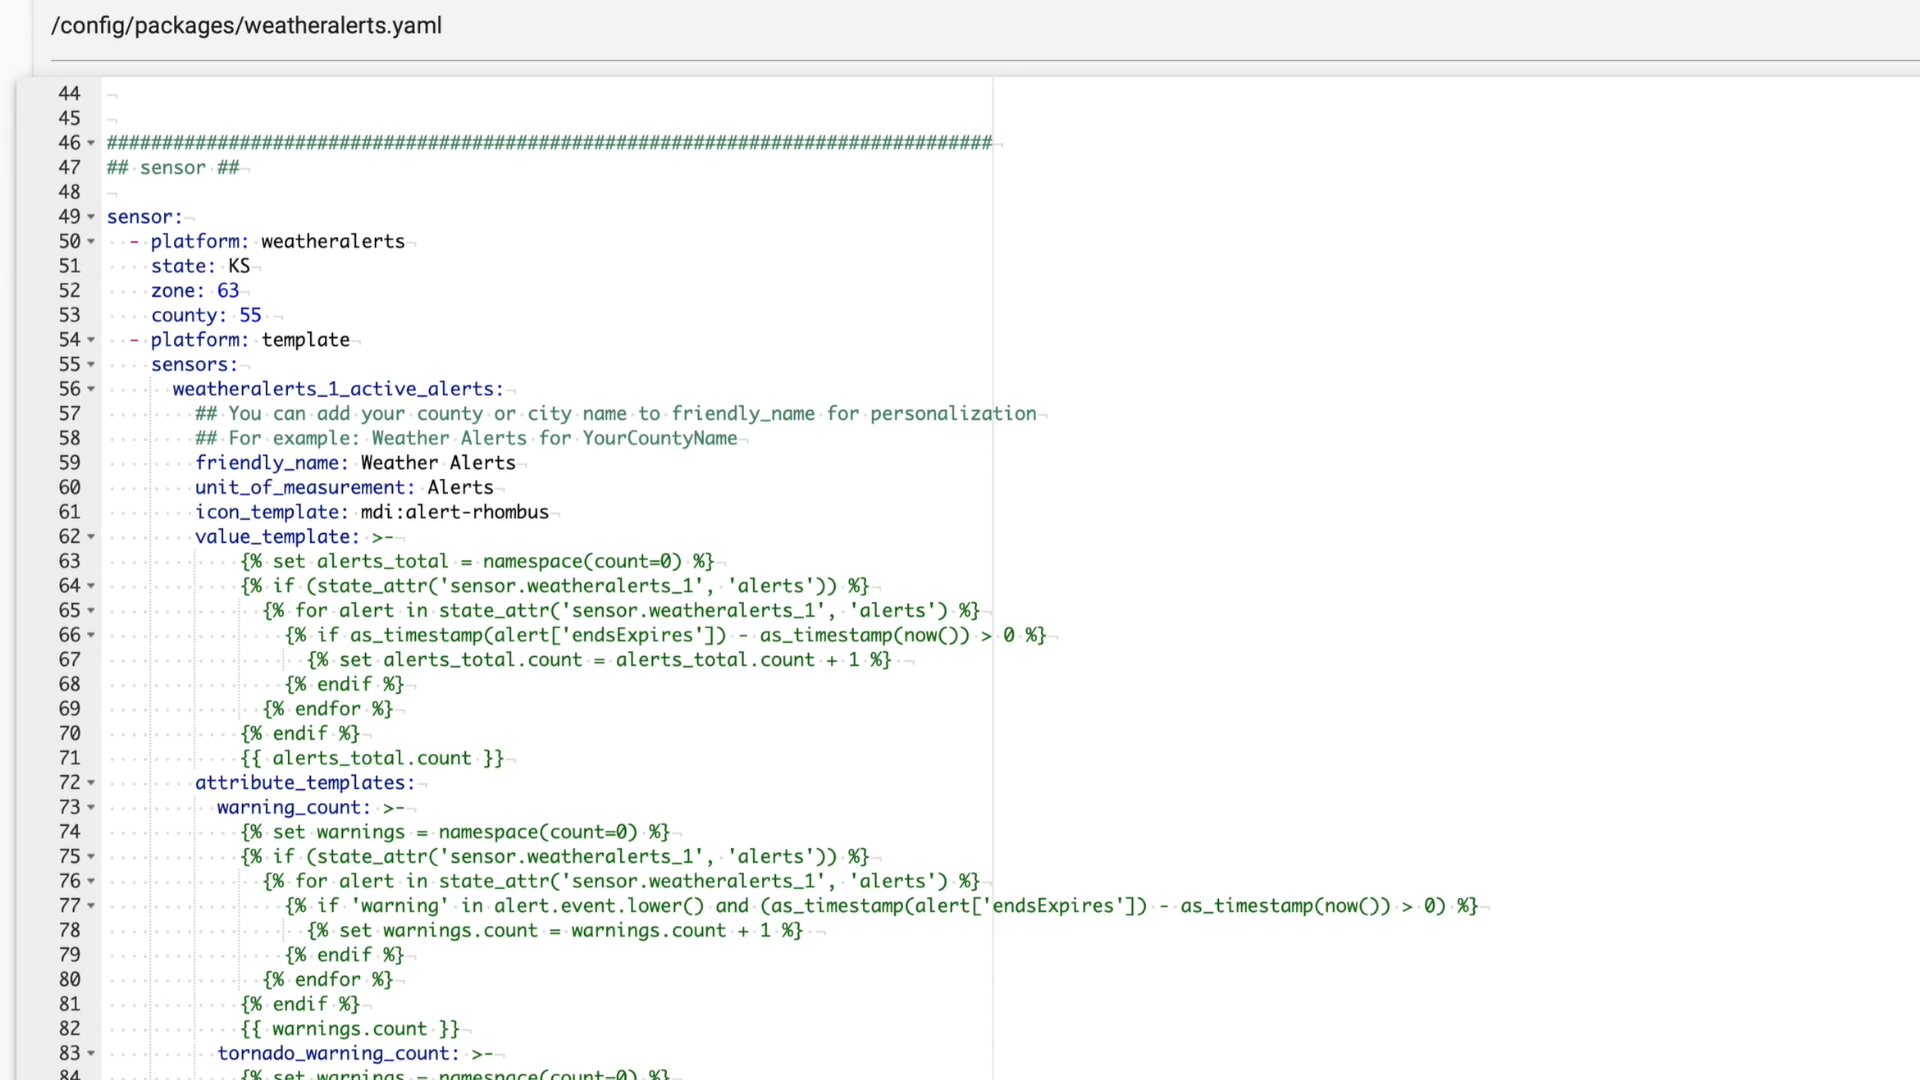 /config/packages/weatheralerts.yaml
44
45
46 ################################################################################
47 ## sensor ##
48
49 sensor:
50   - platform: weatheralerts
51     state: KS
52     zone: 63
53     county: 55
54   - platform: template
55     sensors:
56       weatheralerts_1_active_alerts:
57         ## You can add your county or city name to friendly_name for personalization
58         ## For example: Weather Alerts for YourCountyName
59         friendly_name: Weather Alerts
60         unit_of_measurement: Alerts
61         icon_template: mdi:alert-rhombus
62         value_template: >-
63             {% set alerts_total = namespace(count=0) %}
64             {% if (state_attr('sensor.weatheralerts_1', 'alerts')) %}
65               {% for alert in state_attr('sensor.weatheralerts_1', 'alerts') %}
66                 {% if as_timestamp(alert['endsExpires']) - as_timestamp(now()) > 0 %}
67                   {% set alerts_total.count = alerts_total.count + 1 %}
68                 {% endif %}
69               {% endfor %}
70             {% endif %}
71             {{ alerts_total.count }}
72         attribute_templates:
73           warning_count: >-
74             {% set warnings = namespace(count=0) %}
75             {% if (state_attr('sensor.weatheralerts_1', 'alerts')) %}
76               {% for alert in state_attr('sensor.weatheralerts_1', 'alerts') %}
77                 {% if 'warning' in alert.event.lower() and (as_timestamp(alert['endsExpires']) - as_timestamp(now()) > 0) %}
78                   {% set warnings.count = warnings.count + 1 %}
79                 {% endif %}
80               {% endfor %}
81             {% endif %}
82             {{ warnings.count }}
83           tornado_warning_count: >-
84             {% set warnings = namespace(count=0) %}